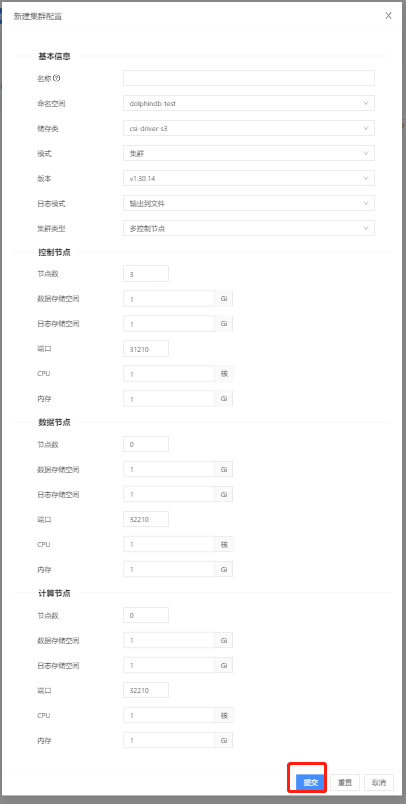 新建集群配置 X
基本信息
名称 ?
命名空间 dolphindb-test
储存类 csi-driver-s3
模式 集群
版本 v1.30.14
日志模式 输出到文件
集群类型 多控制节点
控制节点
节点数 3
数据存储空间 1 Gi
日志存储空间 1 Gi
端口 31210
CPU 1 核
内存 1 Gi
数据节点
节点数 0
数据存储空间 1 Gi
日志存储空间 1 Gi
端口 32210
CPU 1 核
内存 1 Gi
计算节点
节点数 0
数据存储空间 1 Gi
日志存储空间 1 Gi
端口 32210
CPU 1 核
内存 1 Gi
提交 重置 取消